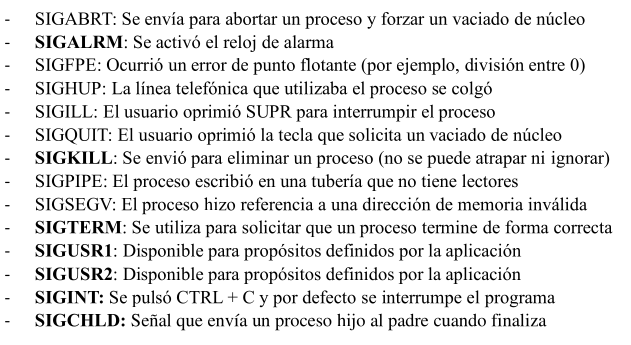 - SIGABRT: Se envía para abortar un proceso y forzar un vaciado de núcleo
- SIGALRM: Se activó el reloj de alarma
- SIGFPE: Ocurrió un error de punto flotante (por ejemplo, división entre 0)
- SIGHUP: La línea telefónica que utilizaba el proceso se colgó
- SIGILL: El usuario oprimió SUPR para interrumpir el proceso
- SIGQUIT: El usuario oprimió la tecla que solicita un vaciado de núcleo
- SIGKILL: Se envió para eliminar un proceso (no se puede atrapar ni ignorar)
- SIGPIPE: El proceso escribió en una tubería que no tiene lectores
- SIGSEGV: El proceso hizo referencia a una dirección de memoria inválida
- SIGTERM: Se utiliza para solicitar que un proceso termine de forma correcta
- SIGUSR1: Disponible para propósitos definidos por la aplicación
- SIGUSR2: Disponible para propósitos definidos por la aplicación
- SIGINT: Se pulsó CTRL + C y por defecto se interrumpe el programa
- SIGCHLD: Señal que envía un proceso hijo al padre cuando finaliza